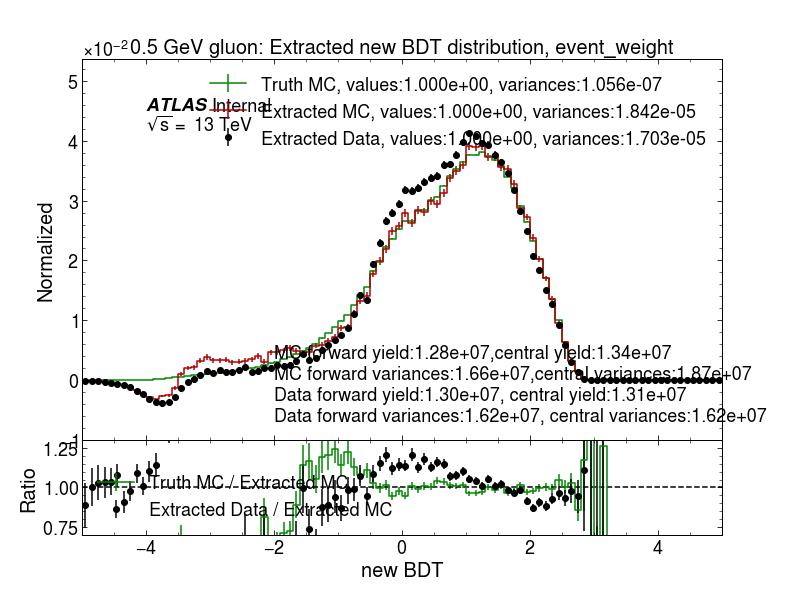 ×10⁻² 0.5 GeV gluon: Extracted new BDT distribution, event_weight
Truth MC, values:1.000e+00, variances:1.056e-07
ATLAS Internal
Extracted MC, values:1.000e+00, variances:1.842e-05
√s = 13 TeV
Extracted Data, values:1.000e+00, variances:1.703e-05
5
4
3
2
1
0
−1
Normalized
MC forward yield:1.28e+07,central yield:1.34e+07
MC forward variances:1.66e+07,central variances:1.87e+07
Data forward yield:1.30e+07, central yield:1.31e+07
Data forward variances:1.62e+07, central variances:1.62e+07
1.25
1.00
0.75
Ratio
Truth MC / Extracted MC
Extracted Data / Extracted MC
−4 −2 0 2 4
new BDT